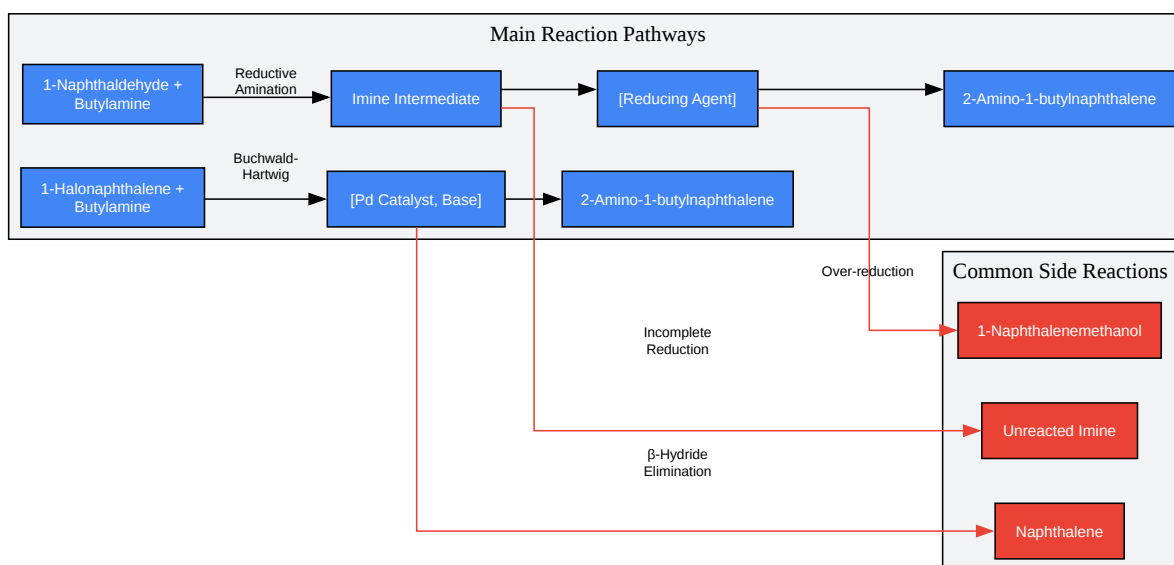 Main Reaction Pathways
1-Naphthaldehyde +
Butylamine
Reductive
Amination
Imine Intermediate
[Reducing Agent]
2-Amino-1-butylnaphthalene
1-Halonaphthalene +
Butylamine
Buchwald-
Hartwig
[Pd Catalyst, Base]
2-Amino-1-butylnaphthalene
Over-reduction
Common Side Reactions
1-Naphthalenemethanol
Incomplete
Reduction
Unreacted Imine
β-Hydride
Elimination
Naphthalene